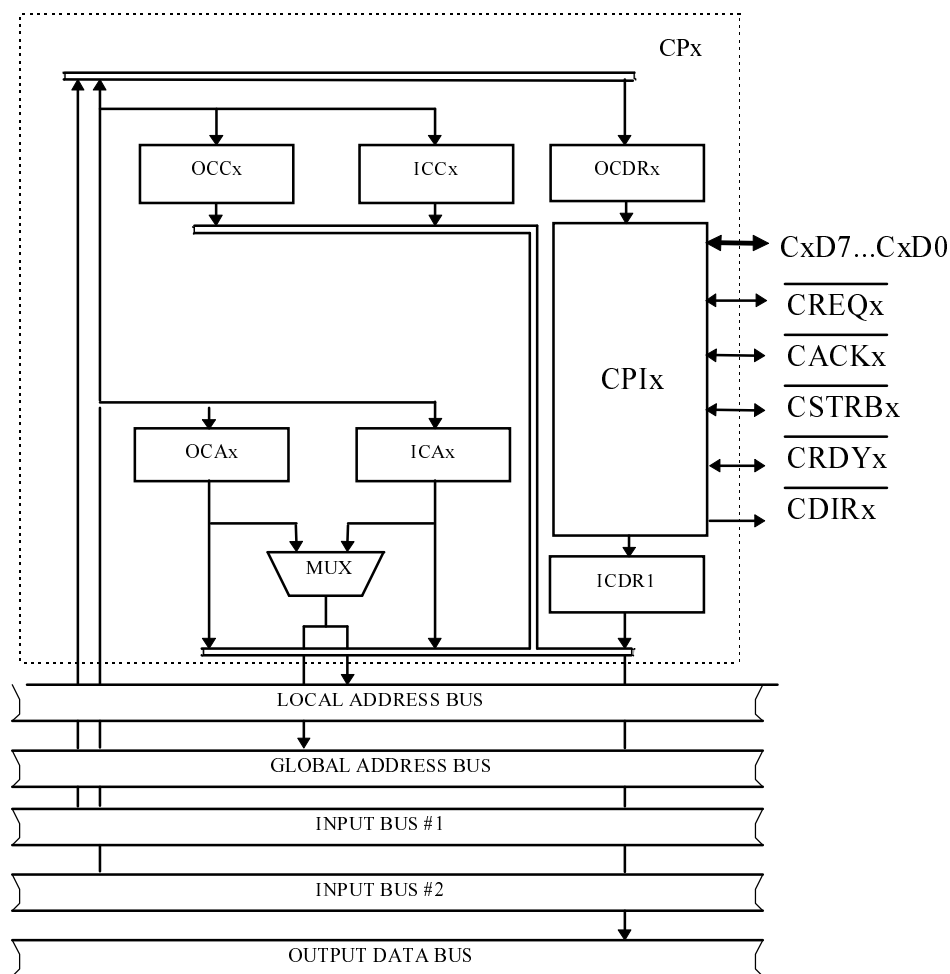 CPx
OCCx
ICCx
OCDRx
CxD7...CxD0
CREQx
CACKx
CPIx
CSTRBx
OCAx
ICAx
CRDYx
CDIRx
MUX
ICDR1
LOCAL ADDRESS BUS
GLOBAL ADDRESS BUS
INPUT BUS #1
INPUT BUS #2
OUTPUT DATA BUS